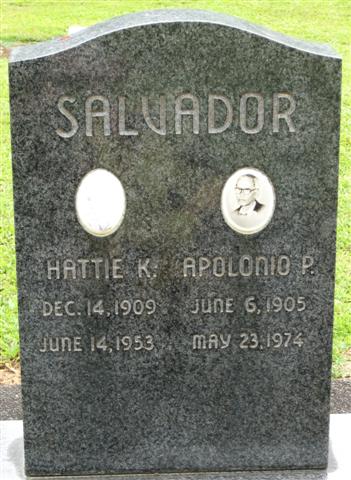 SALVADOR
HATTIE K. APOLONIO P.
DEC. 14, 1909 JUNE 6, 1905
JUNE 14, 1953 MAY 23, 1974